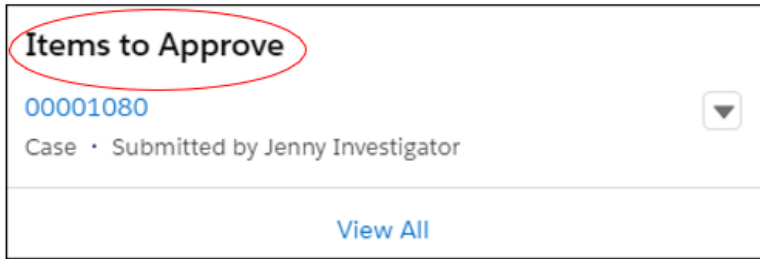 Items to Approve
00001080
Case • Submitted by Jenny Investigator
View All